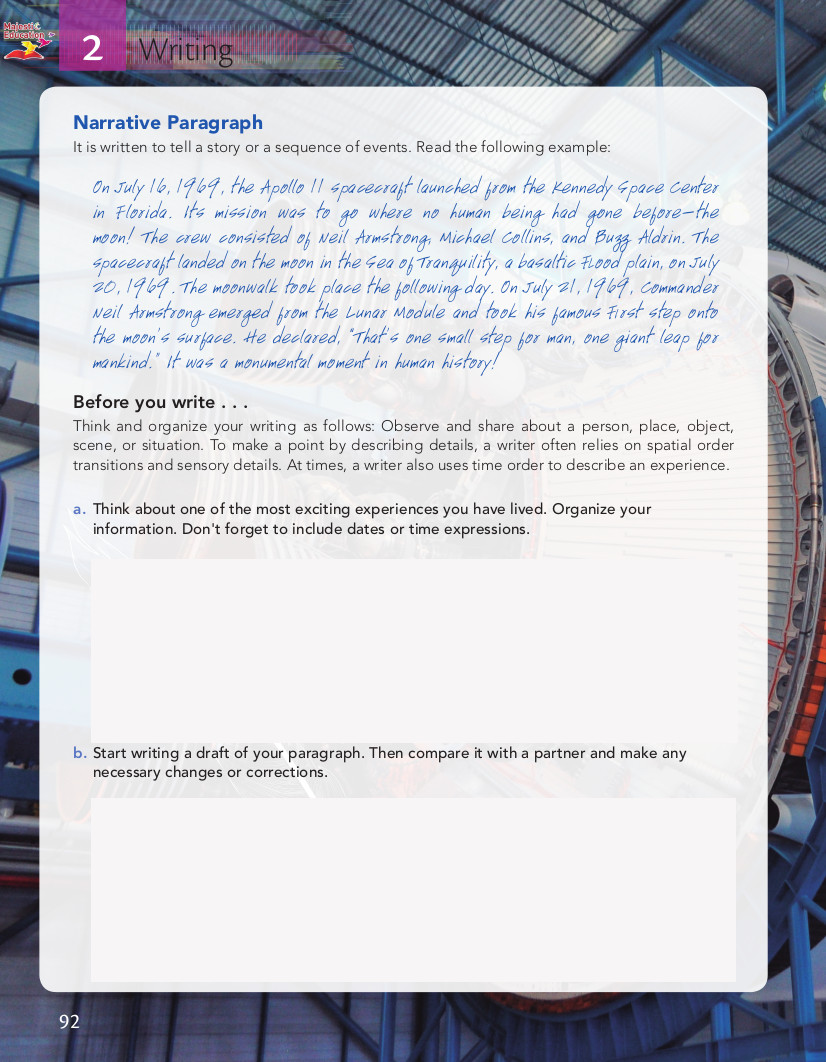 Majestic
Education
2 Writing
Narrative Paragraph
It is written to tell a story or a sequence of events. Read the following example:
On July 16, 1969, the Apollo 11 spacecraft launched from the Kennedy Space Center
in Florida. Its mission was to go where no human being had gone before—the
moon! The crew consisted of Neil Armstrong, Michael Collins, and Buzz Aldrin. The
spacecraft landed on the moon in the Sea of Tranquility, a basaltic flood plain, on July
20, 1969. The moonwalk took place the following day. On July 21, 1969, Commander
Neil Armstrong emerged from the Lunar Module and took his famous first step onto
the moon's surface. He declared, "That's one small step for man, one giant leap for
mankind." It was a monumental moment in human history!
Before you write . . .
Think and organize your writing as follows: Observe and share about a person, place, object,
scene, or situation. To make a point by describing details, a writer often relies on spatial order
transitions and sensory details. At times, a writer also uses time order to describe an experience.
a. Think about one of the most exciting experiences you have lived. Organize your
information. Don't forget to include dates or time expressions.
b. Start writing a draft of your paragraph. Then compare it with a partner and make any
necessary changes or corrections.
92